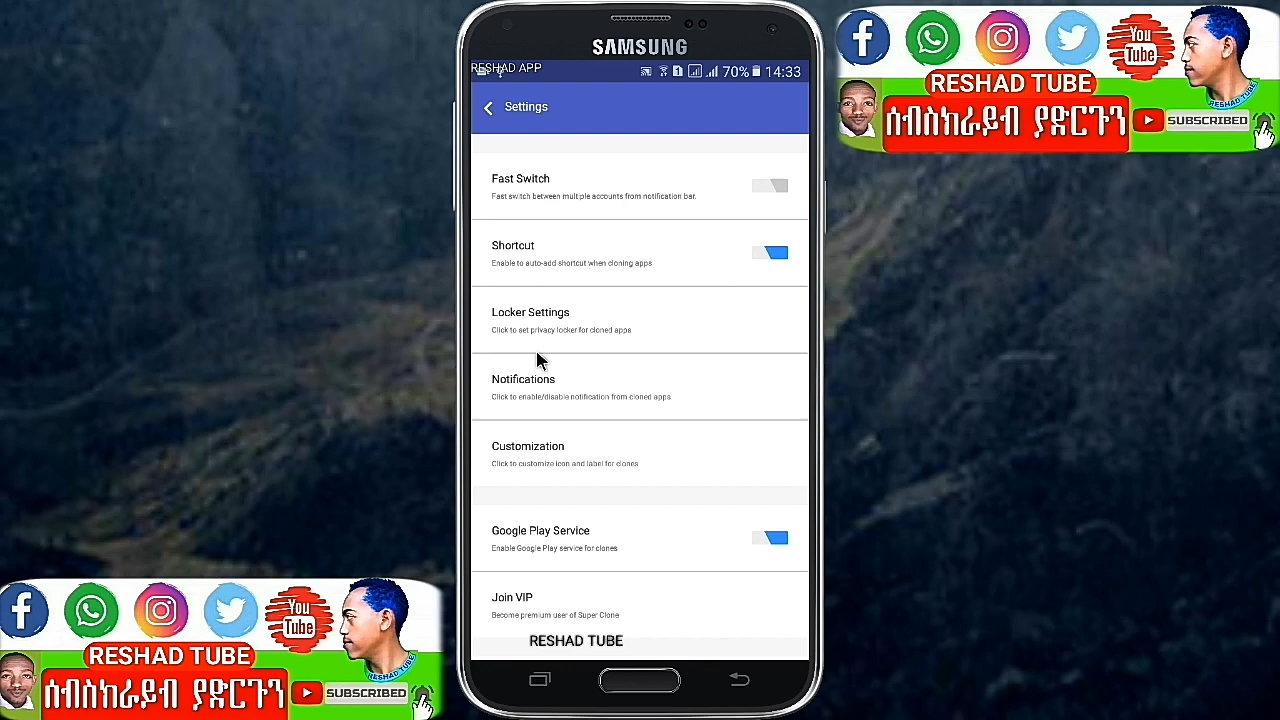 SAMSUNG
RESHAD APP
70% 14:33
Settings
Fast Switch
Fast switch between multiple accounts from notification bar.
Shortcut
Enable to auto-add shortcut when cloning apps
Locker Settings
Click to set privacy locker for cloned apps
Notifications
Click to enable/disable notification from cloned apps
Customization
Click to customize icon and label for clones
Google Play Service
Enable Google Play service for clones
Join VIP
Become premium user of Super Clone
RESHAD TUBE
You
Tube
RESHAD TUBE
RESHAD TUBE
ሰብስክራይብ ያድርጉን
SUBSCRIBED
You
Tube
RESHAD TUBE
RESHAD TUBE
ሰብስክራይብ ያድርጉን
SUBSCRIBED